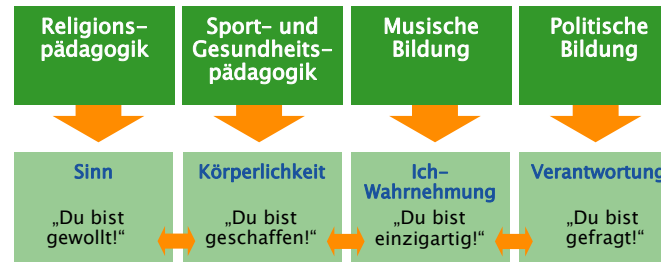 Religions-
pädagogik
Sport- und
Gesundheits-
pädagogik
Musische
Bildung
Politische
Bildung
Sinn
„Du bist
gewollt!“
Körperlichkeit
„Du bist
geschaffen!“
Ich-
Wahrnehmung
„Du bist
einzigartig!“
Verantwortung
„Du bist
gefragt!“